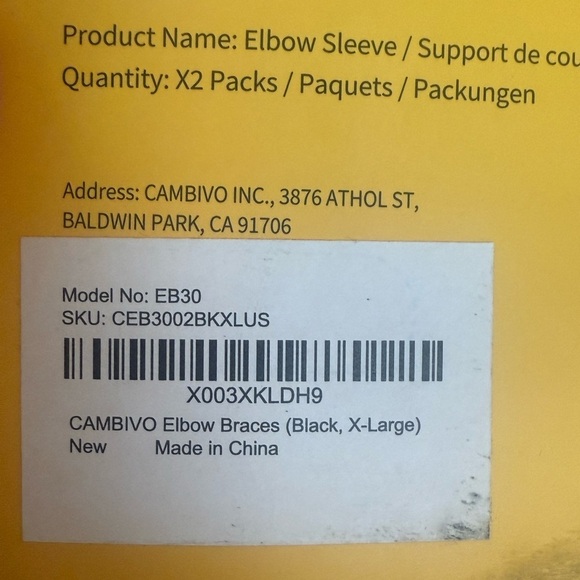 Product Name: Elbow Sleeve / Support de
Quantity: X2 Packs / Paquets / Packungen
Address: CAMBIVO INC., 3876 ATHOL ST,
BALDWIN PARK, CA 91706
Model No: EB30
SKU: CEB3002BKXLUS
X003XKLDH9
CAMBIVO Elbow Braces (Black, X-Large)
New Made in China